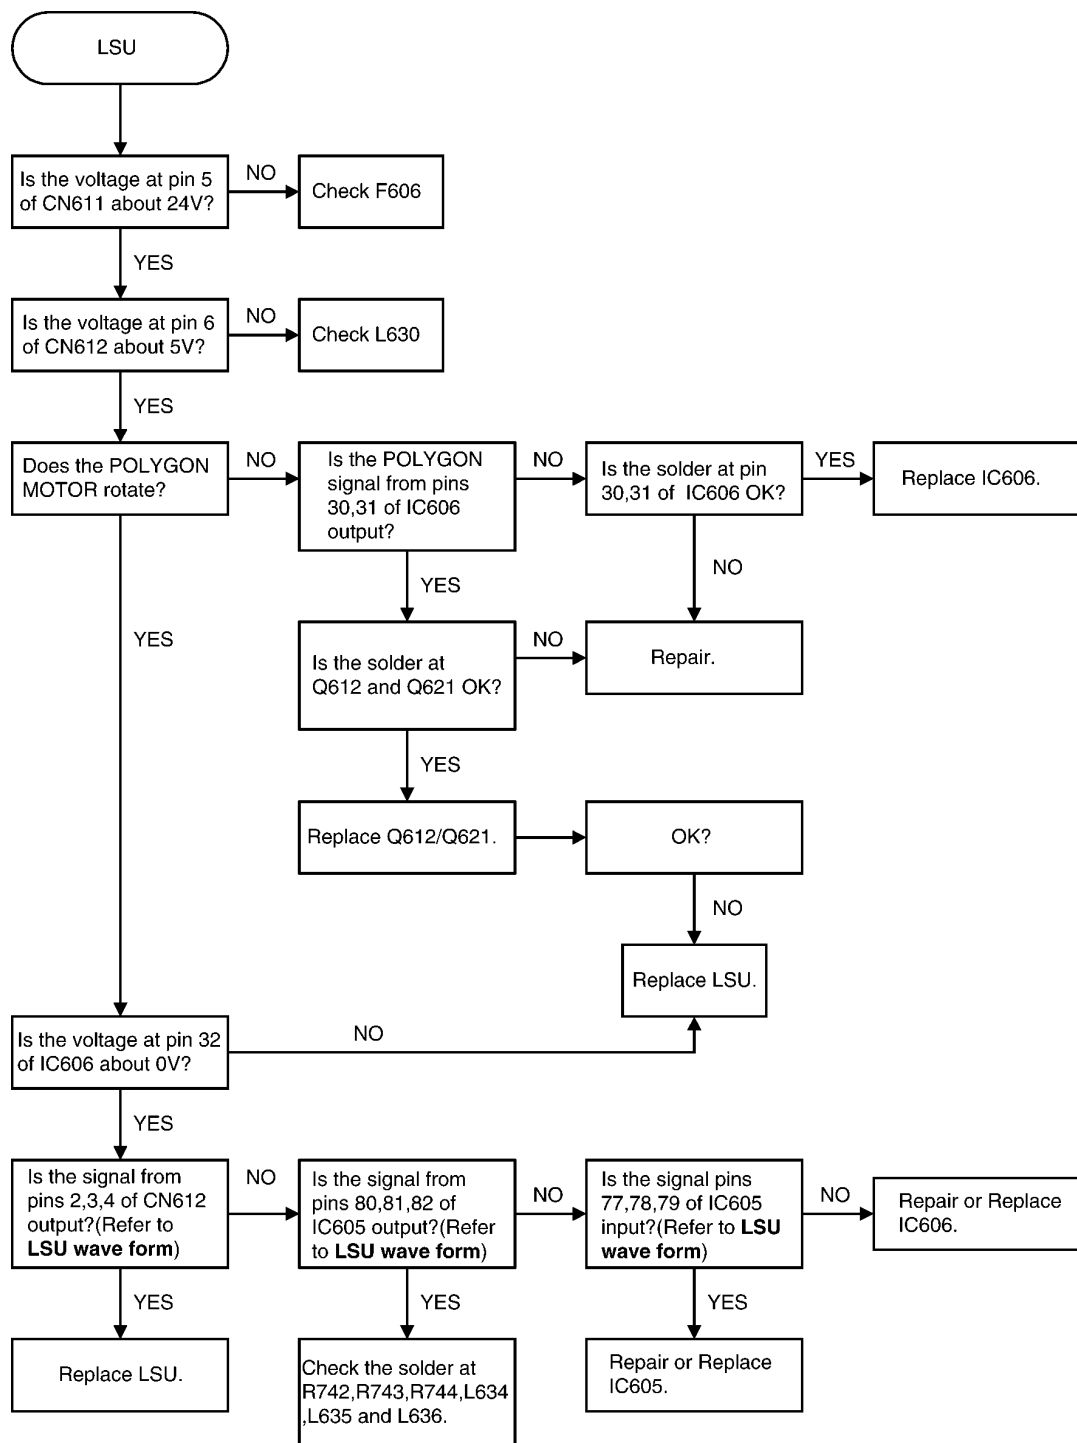 LSU
Is the voltage at pin 5
of CN611 about 24V?
NO
Check F606
YES
Is the voltage at pin 6
of CN612 about 5V?
NO
Check L630
YES
Does the POLYGON
MOTOR rotate?
NO
Is the POLYGON
signal from pins
30,31 of IC606
output?
NO
Is the solder at pin
30,31 of IC606 OK?
YES
Replace IC606.
YES
NO
YES
Is the solder at
Q612 and Q621 OK?
NO
Repair.
YES
Replace Q612/Q621.
OK?
NO
Replace LSU.
Is the voltage at pin 32
of IC606 about 0V?
NO
YES
Is the signal from
pins 2,3,4 of CN612
output?(Refer to
LSU wave form)
NO
Is the signal from
pins 80,81,82 of
IC605 output?(Refer
to LSU wave form)
NO
Is the signal pins
77,78,79 of IC605
input?(Refer to LSU
wave form)
NO
Repair or Replace
IC606.
YES
YES
YES
Replace LSU.
Check the solder at
R742,R743,R744,L634
,L635 and L636.
Repair or Replace
IC605.